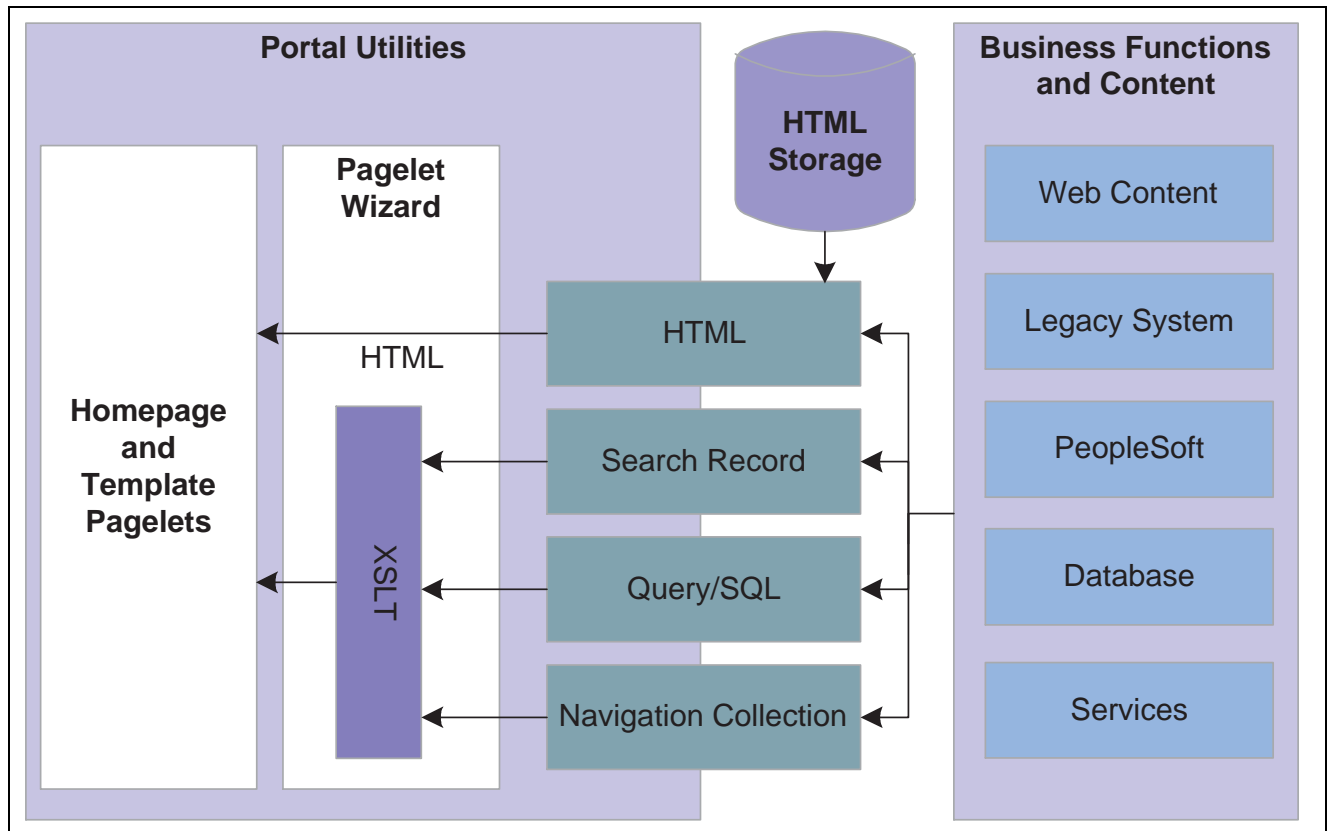 Portal Utilities
Homepage
and
Template
Pagelets
Pagelet
Wizard
HTML
XSLT
HTML
Storage
HTML
Search Record
Query/SQL
Navigation Collection
Business Functions
and Content
Web Content
Legacy System
PeopleSoft
Database
Services